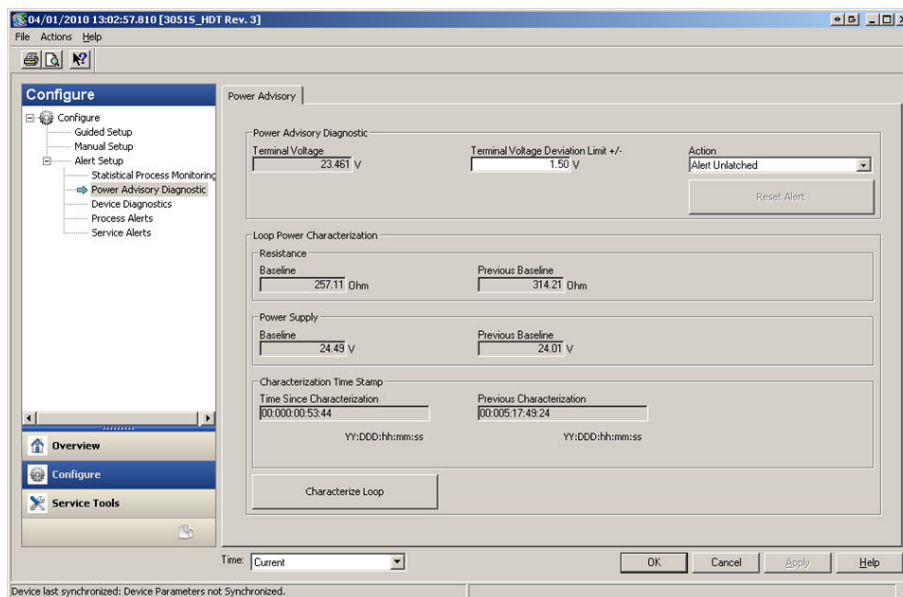 04/01/2010 13:02:57.810 [3051S_HDT Rev. 3]
File Actions Help
Configure
Configure
Guided Setup
Manual Setup
Alert Setup
Statistical Process Monitoring
Power Advisory Diagnostic
Device Diagnostics
Process Alerts
Service Alerts
Overview
Configure
Service Tools
Power Advisory
Power Advisory Diagnostic
Terminal Voltage Terminal Voltage Deviation Limit +/- Action
23.461 V 1.50 V Alert Unlatched
Reset Alert
Loop Power Characterization
Resistance
Baseline Previous Baseline
257.11 Ohm 314.21 Ohm
Power Supply
Baseline Previous Baseline
24.49 V 24.01 V
Characterization Time Stamp
Time Since Characterization Previous Characterization
00:000:00:53:44 00:005:17:49:24
YY:DDD:hh:mm:ss YY:DDD:hh:mm:ss
Characterize Loop
Time: Current OK Cancel Apply Help
Device last synchronized: Device Parameters not Synchronized.